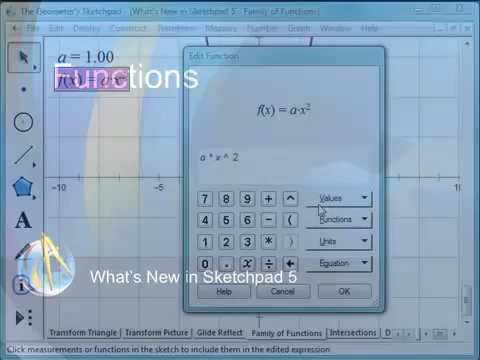 The Geometer's Sketchpad - [What's New in Sketchpad 5 - Family of Functions]
File Edit Display Construct Transform Measure Number Graph Window Help
a = 1.00
f(x) = a·x²
Functions
Edit Function
f(x) = a·x²
a * x ^ 2
7 8 9 + ^ Values
4 5 6 − ( Functions
1 2 3 * ) Units
0 . x ÷ Equation
Help Cancel OK
-10
-5
10
A
What's New in Sketchpad 5
Transform Triangle Transform Picture Glide Reflect Family of Functions Intersections D
Click measurements or functions in the sketch to include them in the edited expression.